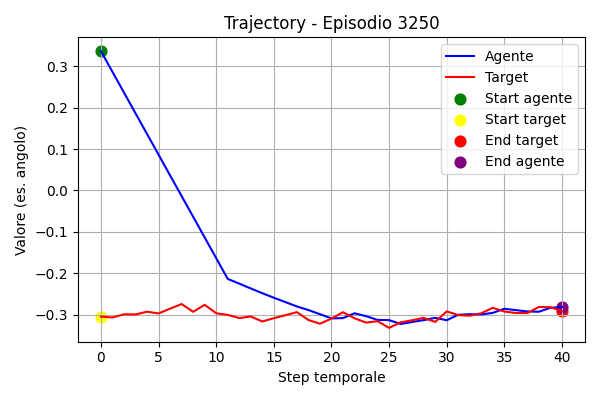 Trajectory - Episodio 3250
Agente
Target
Start agente
Start target
End target
End agente
Valore (es. angolo)
0.3
0.2
0.1
0.0
−0.1
−0.2
−0.3
0 5 10 15 20 25 30 35 40
Step temporale